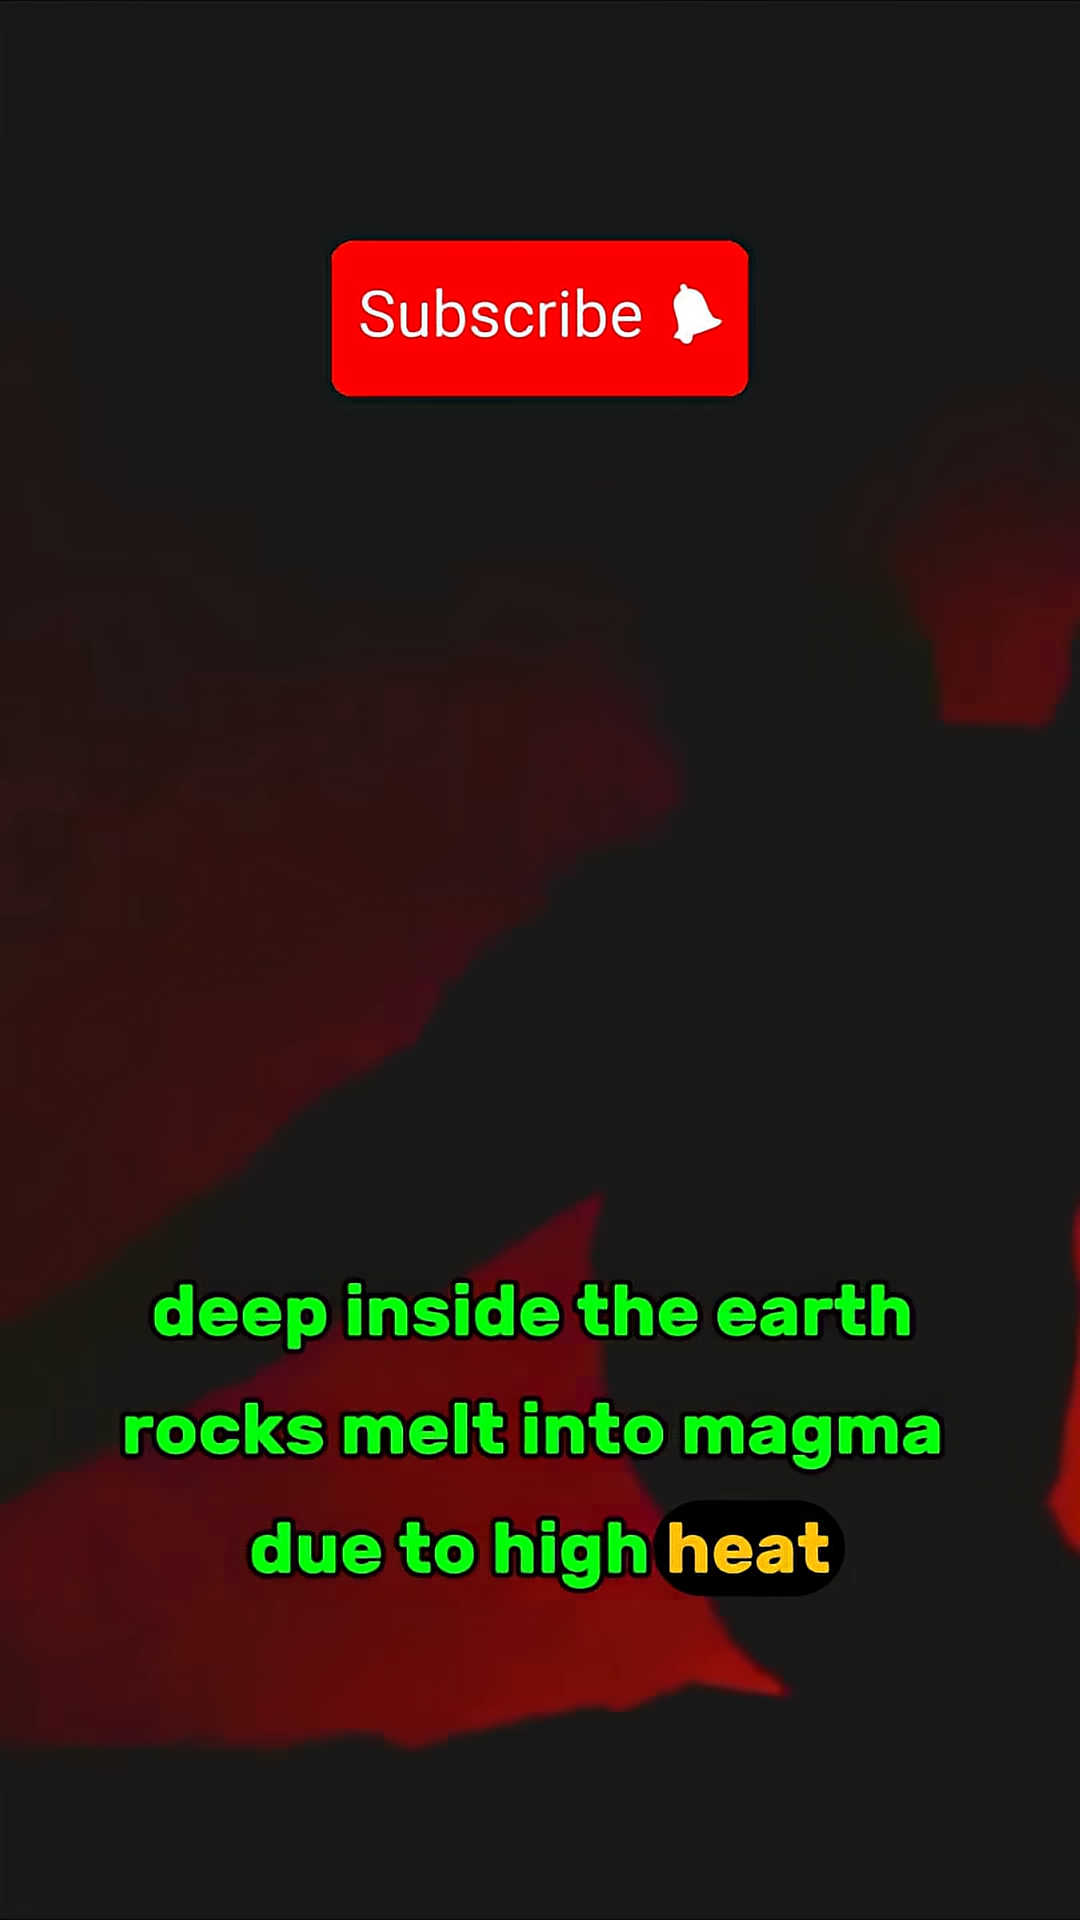 Subscribe
deep inside the earth
rocks melt into magma
due to high heat